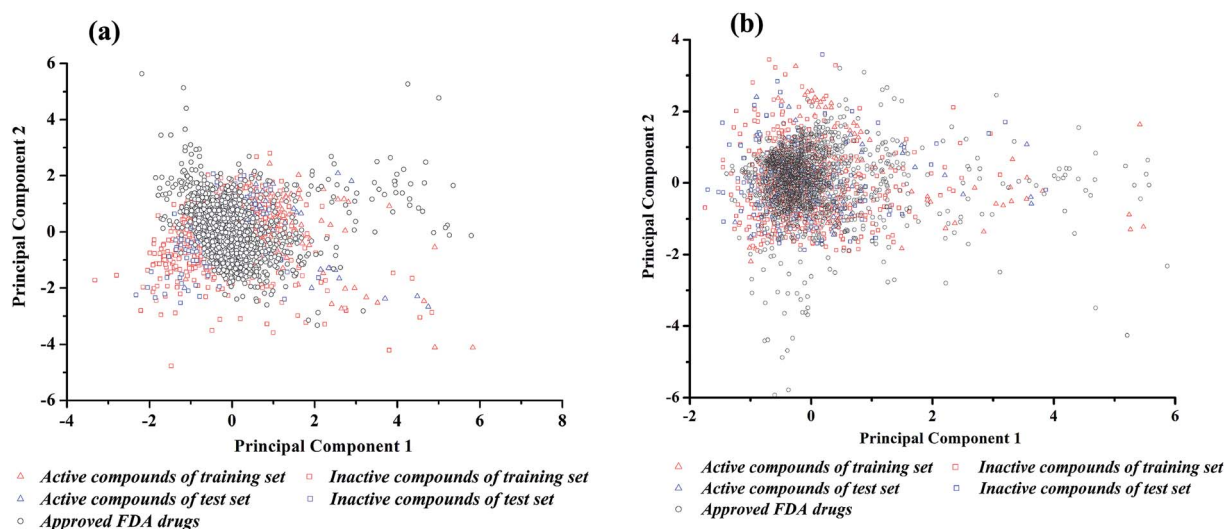 (a)
6
4
2
0
-2
-4
-6
-4
-2
0
2
4
6
8
Principal Component 2
Principal Component 1
Active compounds of training set
Inactive compounds of training set
Active compounds of test set
Inactive compounds of test set
Approved FDA drugs
(b)
4
2
0
-2
-4
-6
-2
0
2
4
6
Principal Component 2
Principal Component 1
Active compounds of training set
Inactive compounds of training set
Active compounds of test set
Inactive compounds of test set
Approved FDA drugs